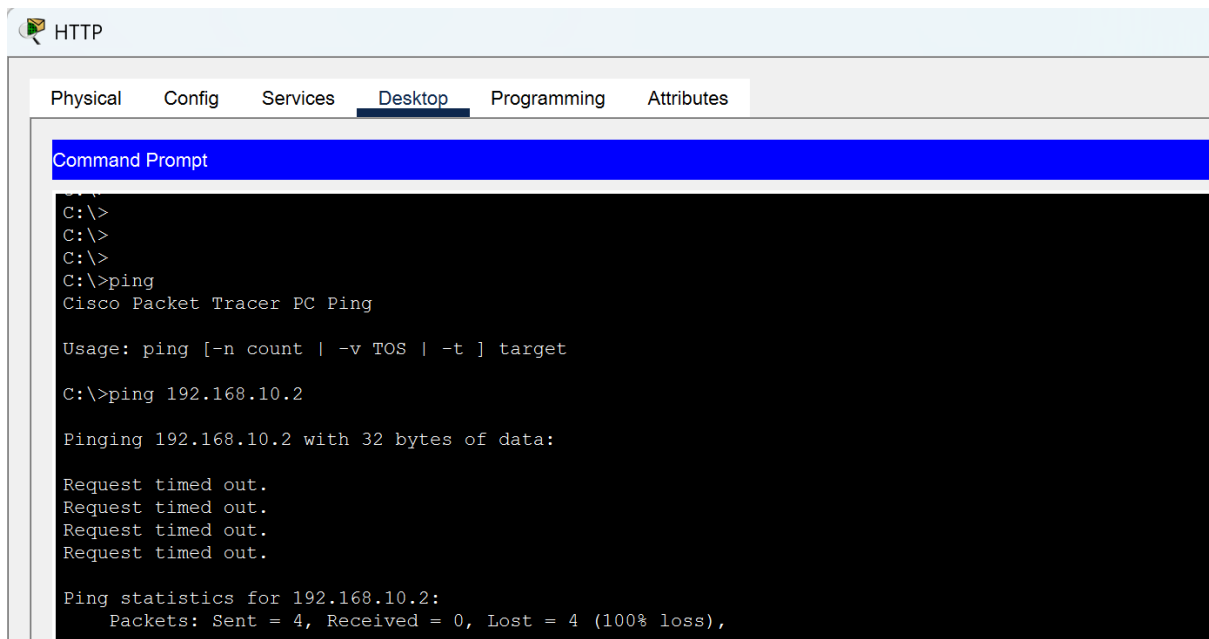 HTTP
Physical Config Services Desktop Programming Attributes
Command Prompt
C:\>
C:\>
C:\>
C:\>ping
Cisco Packet Tracer PC Ping
Usage: ping [-n count | -v TOS | -t ] target
C:\>ping 192.168.10.2
Pinging 192.168.10.2 with 32 bytes of data:
Request timed out.
Request timed out.
Request timed out.
Request timed out.
Ping statistics for 192.168.10.2:
Packets: Sent = 4, Received = 0, Lost = 4 (100% loss),